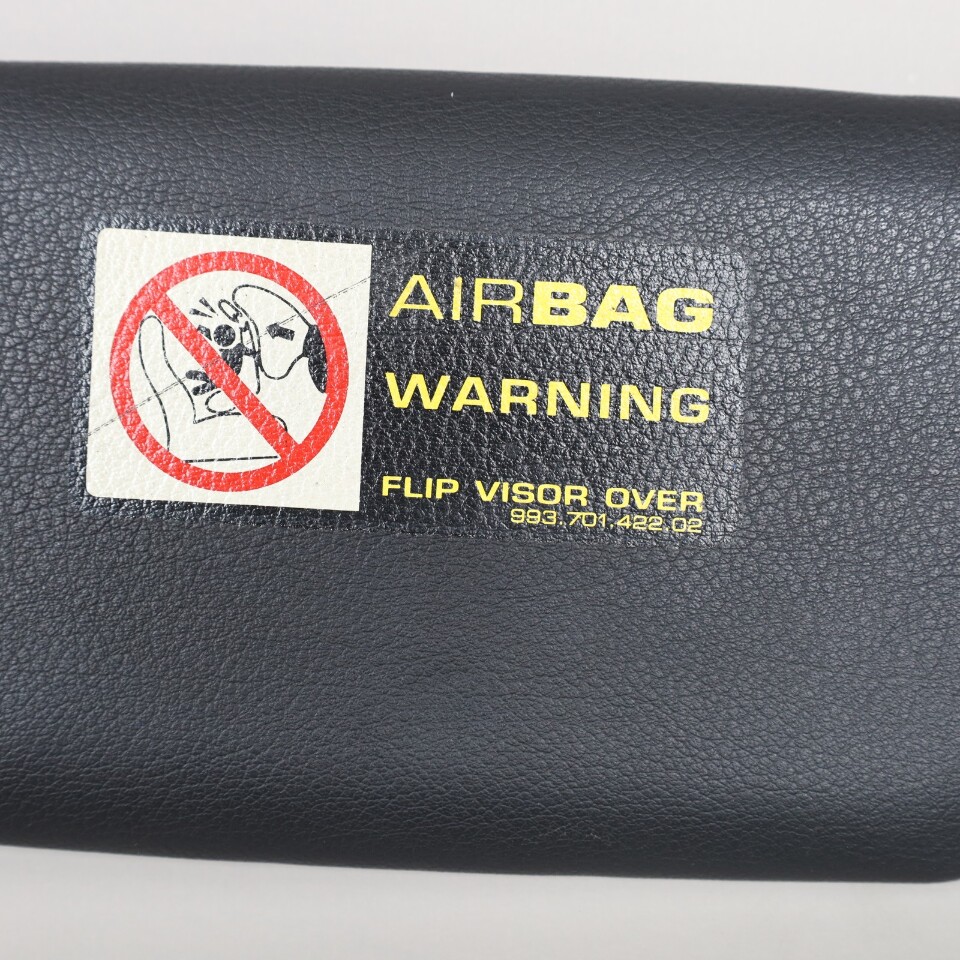 AIRBAG
WARNING
FLIP VISOR OVER
993.701.422.02